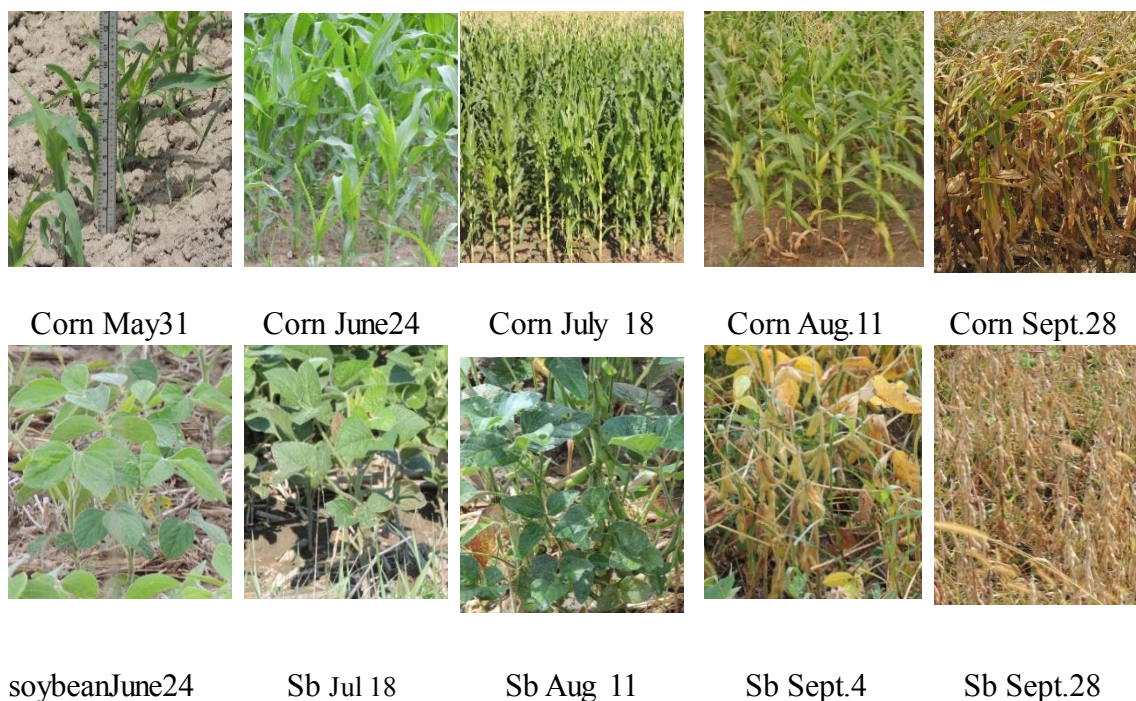 Corn May31 Corn June24 Corn July 18 Corn Aug.11 Corn Sept.28
soybeanJune24 Sb Jul 18 Sb Aug 11 Sb Sept.4 Sb Sept.28